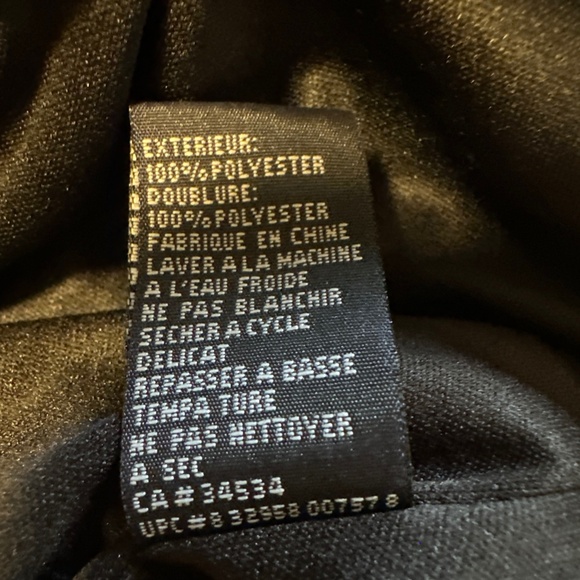 EXTERIEUR:
100% POLYESTER
DOUBLURE:
100% POLYESTER
FABRIQUE EN CHINE
LAVER A LA MACHINE
A L'EAU FROIDE
NE PAS BLANCHIR
SECHER A CYCLE
DELICAT
REPASSER A BASSE
TEMPA TURE
NE PAS NETTOYER
A SEC
CA # 34534
UPC # 8 32958 00757 8